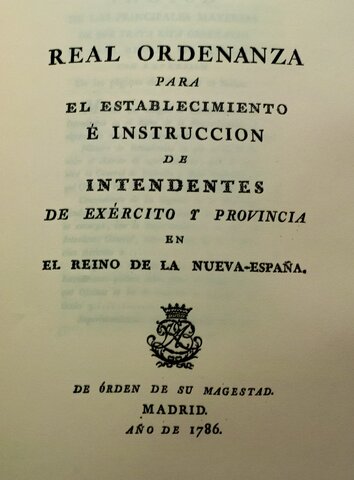 REAL ORDENANZA
PARA
EL ESTABLECIMIENTO
É INSTRUCCION
DE
INTENDENTES
DE EXÉRCITO Y PROVINCIA
EN
EL REINO DE LA NUEVA-ESPAÑA.
DE ÓRDEN DE SU MAGESTAD.
MADRID.
AÑO DE 1786.